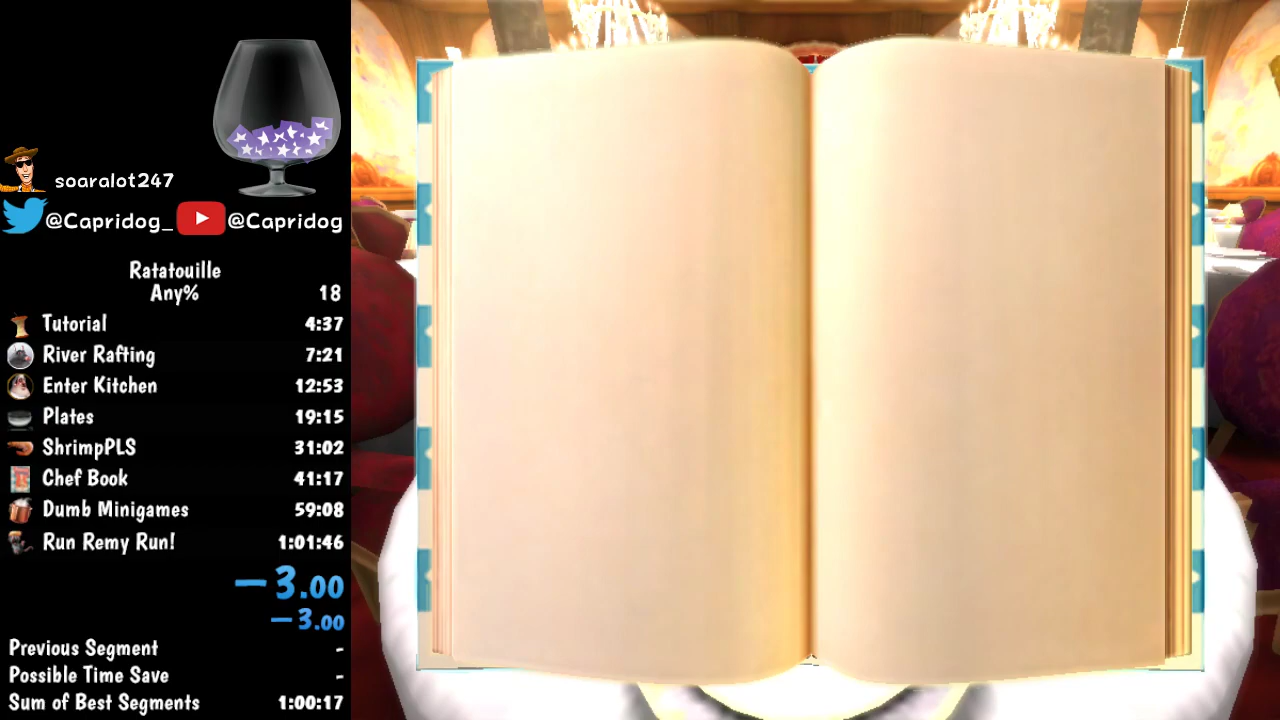 soaralot247
@Capridog_ @Capridog
Ratatouille
Any% 18
Tutorial 4:37
River Rafting 7:21
Enter Kitchen 12:53
Plates 19:15
ShrimpPLS 31:02
Chef Book 41:17
Dumb Minigames 59:08
Run Remy Run! 1:01:46
−3.00
−3.00
Previous Segment -
Possible Time Save -
Sum of Best Segments 1:00:17